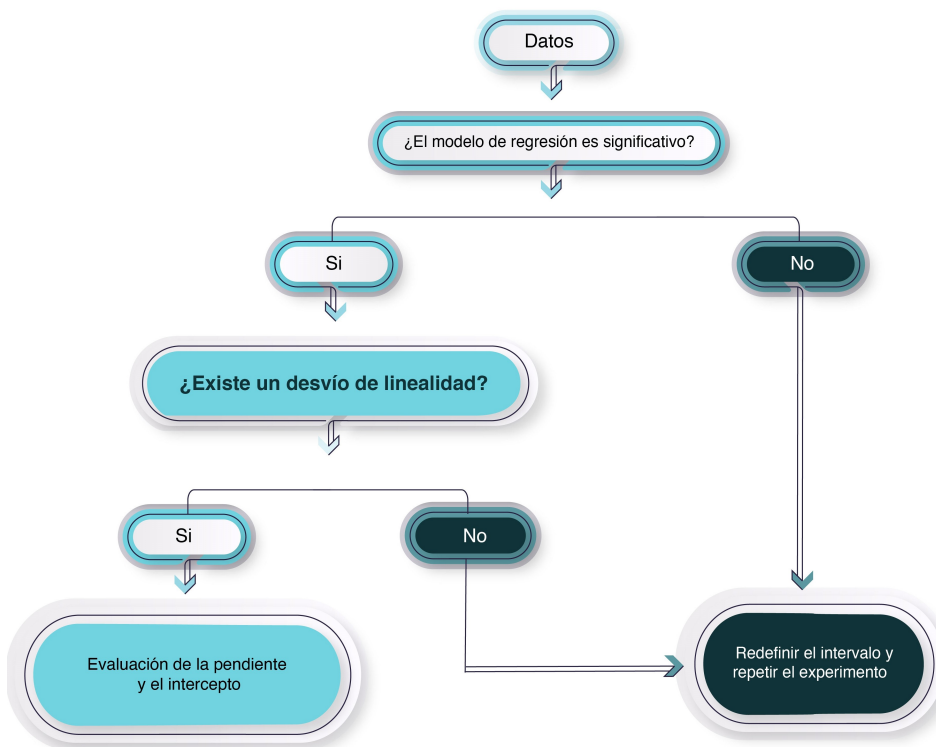 Datos
¿El modelo de regresión es significativo?
Si
No
¿Existe un desvío de linealidad?
Si
No
Evaluación de la pendiente
y el intercepto
Redefinir el intervalo y
repetir el experimento